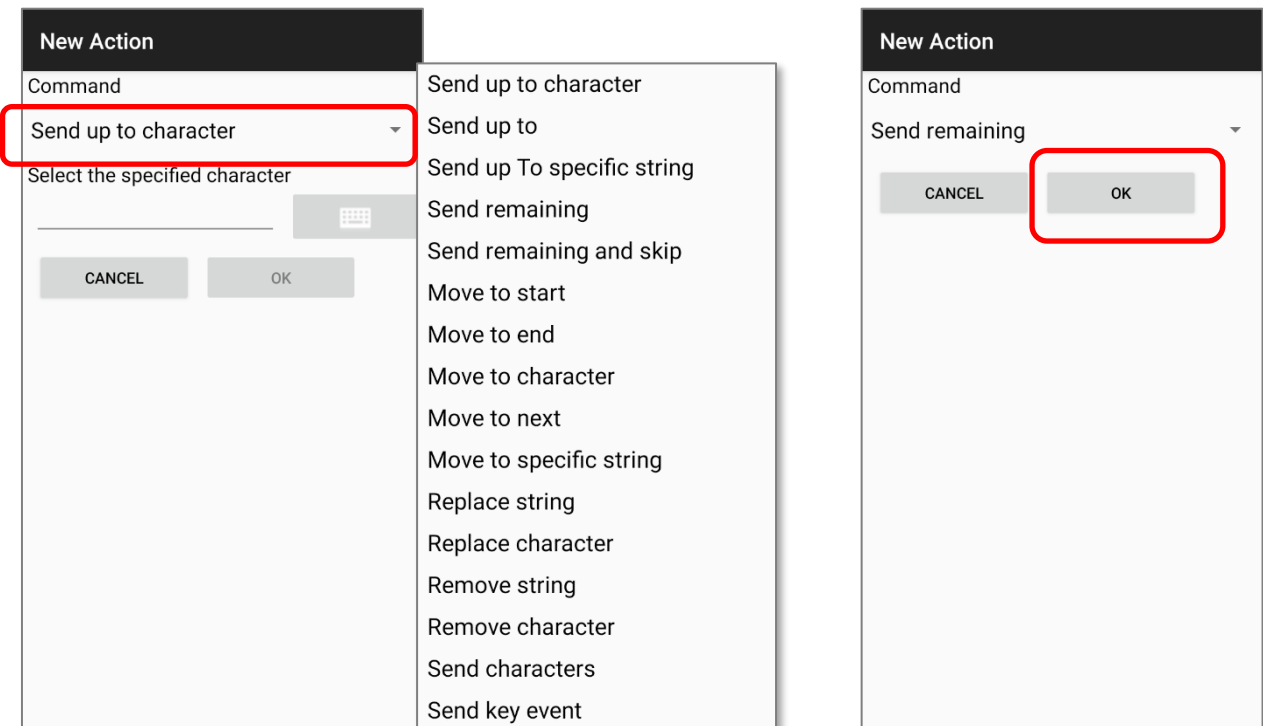 New Action
Command
Send up to character
Select the specified character
CANCEL
OK
Send up to character
Send up to
Send up To specific string
Send remaining
Send remaining and skip
Move to start
Move to end
Move to character
Move to next
Move to specific string
Replace string
Replace character
Remove string
Remove character
Send characters
Send key event
New Action
Command
Send remaining
CANCEL
OK